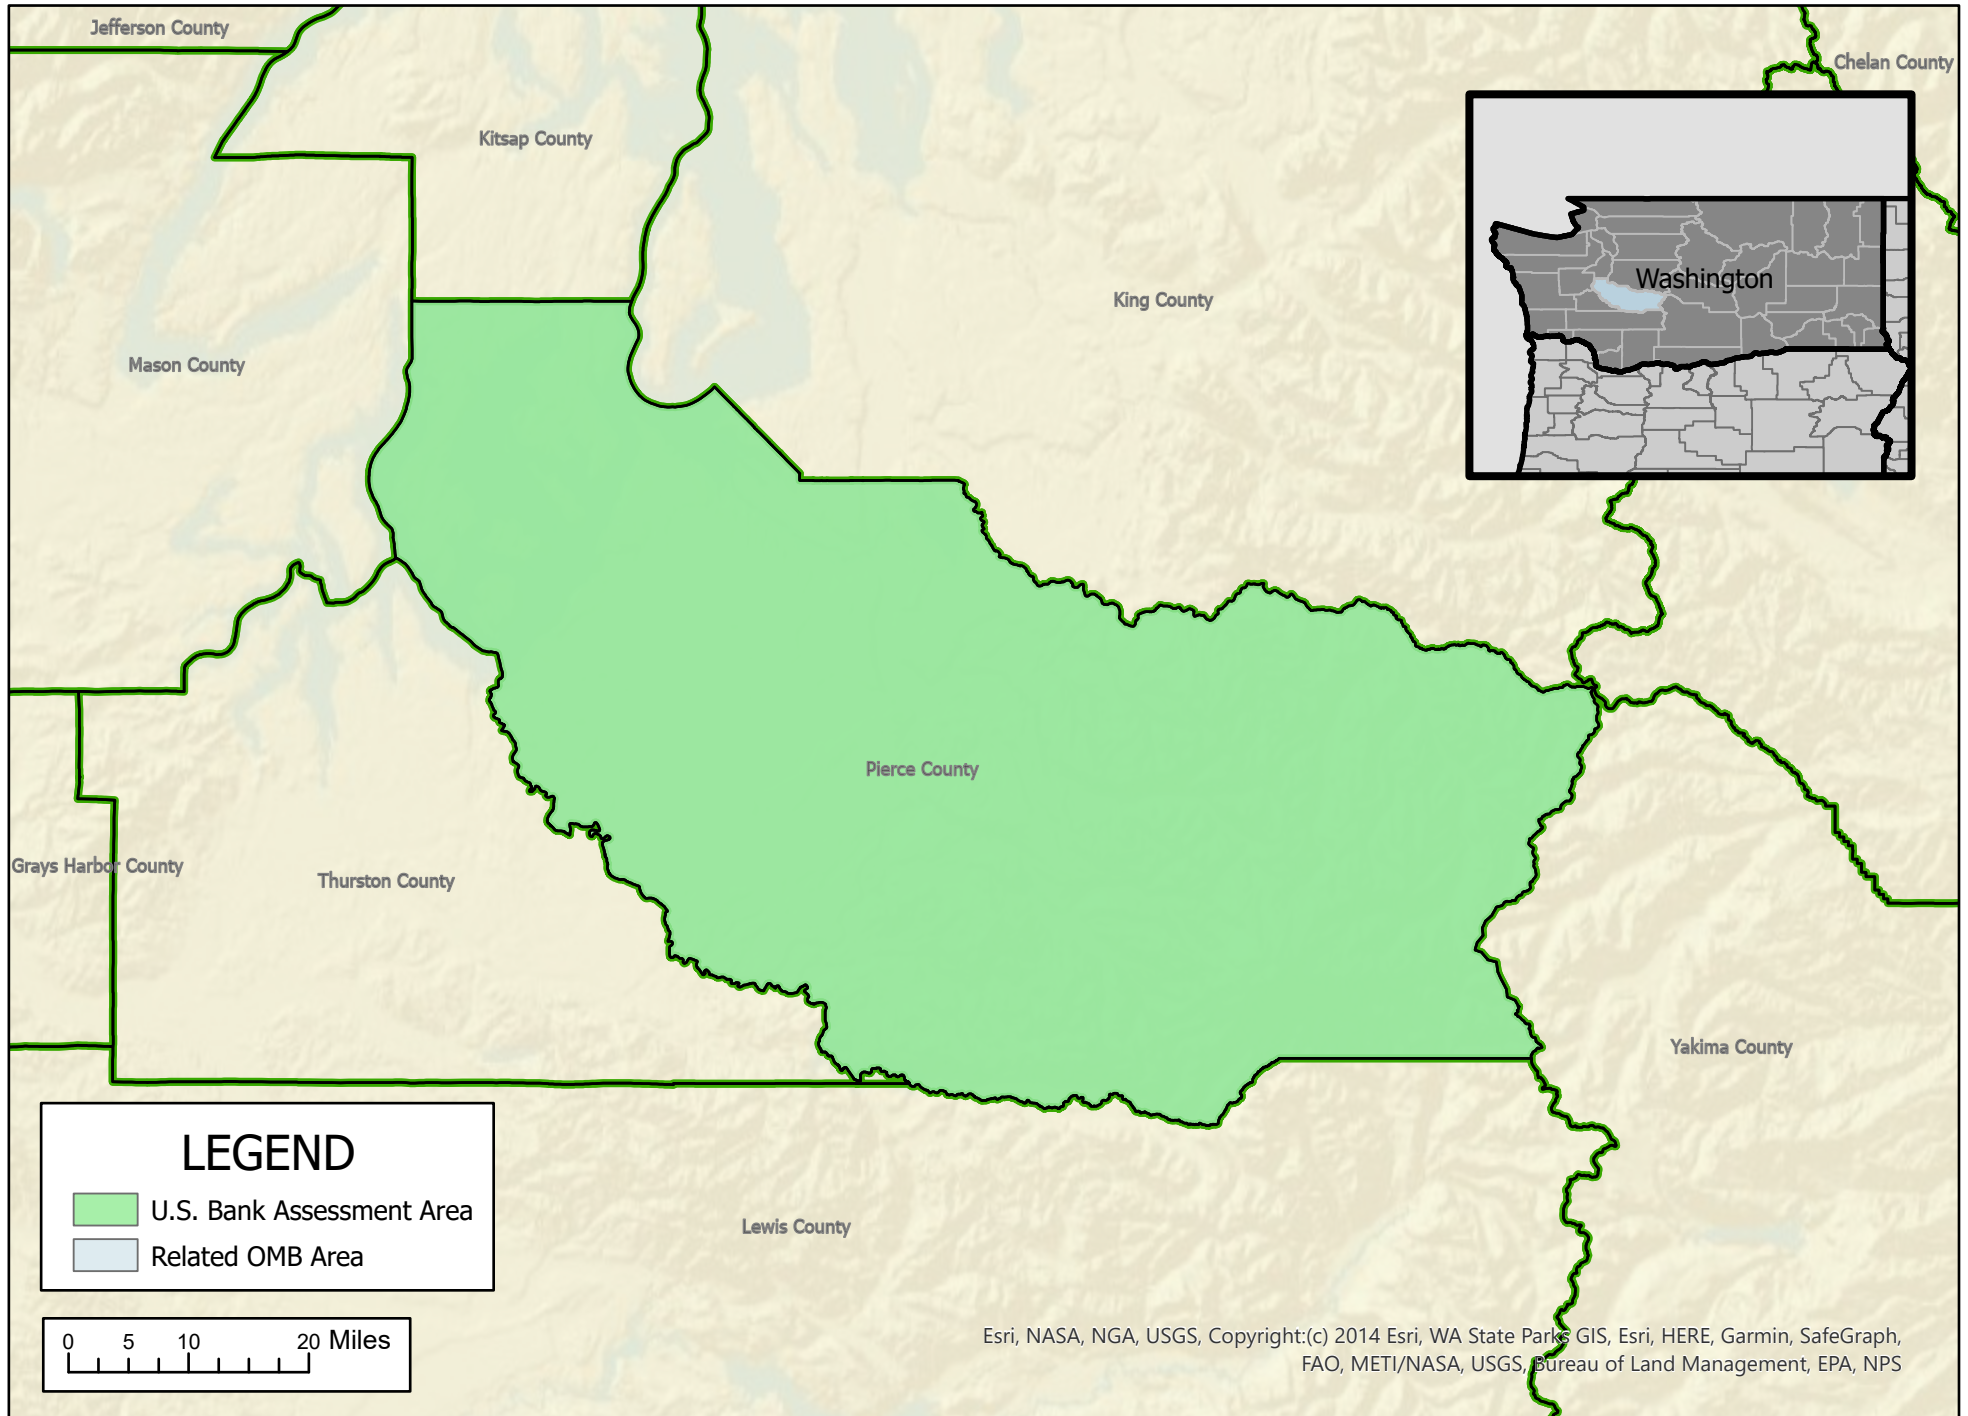 Jefferson County
Chelan County
Kitsap County
Washington
King County
Mason County
Pierce County
Grays Harbor County
Thurston County
Yakima County
LEGEND
U.S. Bank Assessment Area
Related OMB Area
Lewis County
0 5 10 20 Miles
Esri, NASA, NGA, USGS, Copyright:(c) 2014 Esri, WA State Parks GIS, Esri, HERE, Garmin, SafeGraph,
FAO, METI/NASA, USGS, Bureau of Land Management, EPA, NPS